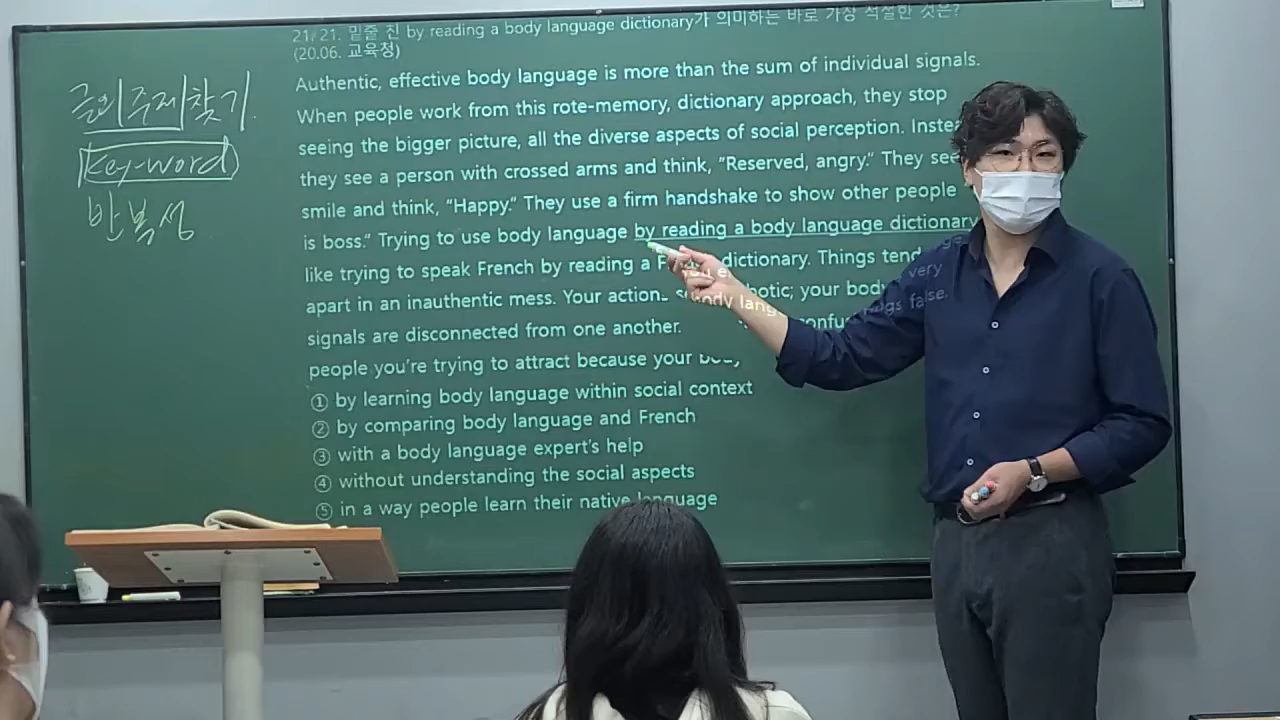 글의 주제 찾기.
Key-word
반복성
21. 21. 밑줄 친 by reading a body language dictionary가 의미하는 바로 가장 적절한 것은?
(20.06. 교육청)
Authentic, effective body language is more than the sum of individual signals.
When people work from this rote-memory, dictionary approach, they stop
seeing the bigger picture, all the diverse aspects of social perception.
they see a person with crossed arms and think, "Reserved, angry." They see
smile and think, "Happy." They use a firm handshake to show other people
is boss." Trying to use body language by reading a body language dictionary
like trying to speak French by reading a dictionary. Things tend
apart in an inauthentic mess. Your your body very
signals are disconnected from one another. false.
people you're trying to attract because your
① by learning body language within social context
② by comparing body language and French
③ with a body language expert's help
④ without understanding the social aspects
⑤ in a way people learn their native language